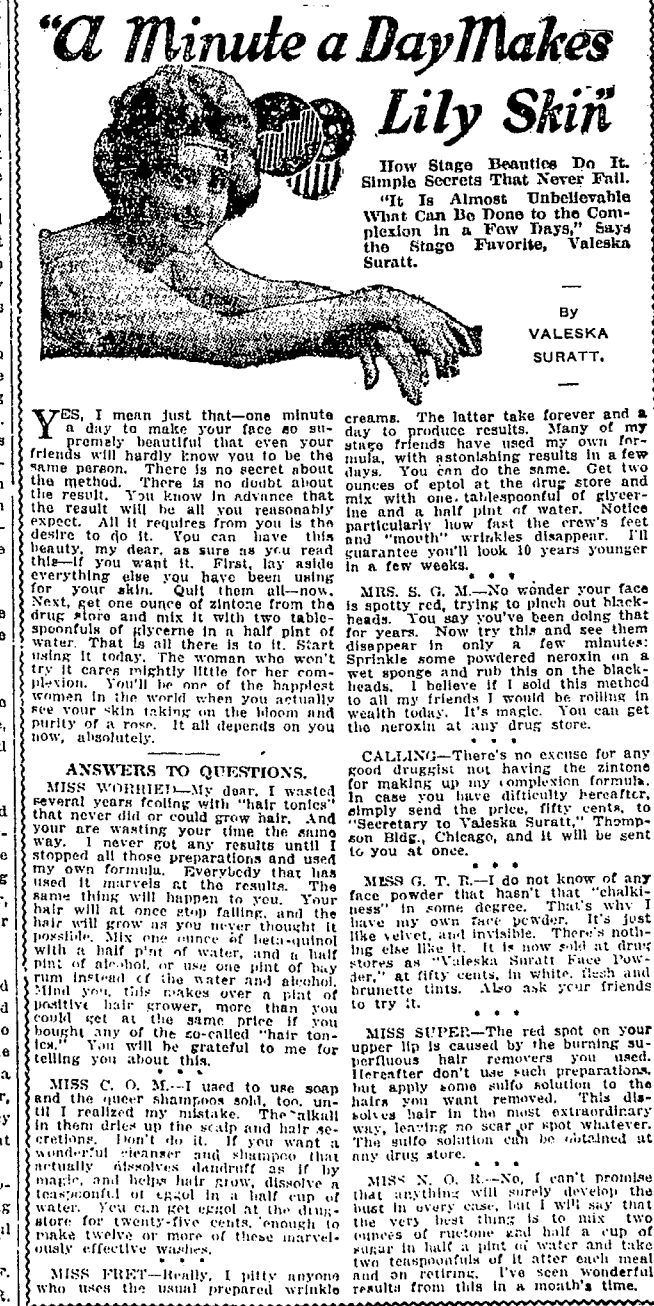 "A Minute a Day Makes
Lily Skin"
How Stage Beauties Do It.
Simple Secrets That Never Fail.
"It Is Almost Unbelievable
What Can Be Done to the Com-
plexion in a Few Days," Says
the Stage Favorite, Valeska
Suratt.
By
VALESKA
SURATT.
YES, I mean just that—one minute
a day to make your face so su-
premely beautiful that even your
friends will hardly know you to be the
same person. There is no secret about
the method. There is no doubt about
the result. You know in advance that
the result will be all you reasonably
expect. All it requires from you is the
desire to do it. You can have this
beauty, my dear, as sure as you read
this—if you want it. First, lay aside
everything else you have been using
for your skin. Quit them all—now.
Next, get one ounce of zintone from the
drug store and mix it with two table-
spoonfuls of glycerne in a half pint of
water. That is all there is to it. Start
using it today. The woman who won't
try it cares mightly little for her com-
plexion. You'll be one of the happiest
women in the world when you actually
see your skin taking on the bloom and
purity of a rose. It all depends on you
now, absolutely.
ANSWERS TO QUESTIONS.
MISS WORRIED—My dear, I wasted
several years fooling with "hair tonics"
that never did or could grow hair. And
your are wasting your time the same
way. I never got any results until I
stopped all those preparations and used
my own formula. Everybody that has
used it marvels at the results. The
same thing will happen to you. Your
hair will at once stop falling, and the
hair will grow as you never thought it
possible. Mix one ounce of beta-quinol
with a half pint of water, and a half
pint of alcohol, or use one pint of bay
rum instead of the water and alcohol.
Mind you, this makes over a pint of
positive hair grower, more than you
could get at the same price if you
bought any of the so-called "hair ton-
ics." You will be grateful to me for
telling you about this.
* * *
MISS C. O. M.—I used to use soap
and the queer shampoos sold, too, un-
til I realized my mistake. The alkali
in them dries up the scalp and hair se-
cretions. Don't do it. If you want a
wonderful cleanser and shampoo that
actually dissolves dandruff as if by
magic, and helps hair grow, dissolve a
teaspoonful of eggol in a half cup of
water. You can get eggol at the drug-
store for twenty-five cents, enough to
make twelve or more of these marvel-
ously effective washes.
* * *
MISS FRET—Really, I pitty anyone
who uses the usual prepared wrinkle
creams. The latter take forever and a
day to produce results. Many of my
stage friends have used my own for-
mula, with astonishing results in a few
days. You can do the same. Get two
ounces of eptol at the drug store and
mix with one tablespoonful of glycer-
ine and a half pint of water. Notice
particularly how fast the crew's feet
and "mouth" wrinkles disappear. I'll
guarantee you'll look 10 years younger
in a few weeks.
* * *
MRS. S. G. M.—No wonder your face
is spotty red, trying to pinch out black-
heads. You say you've been doing that
for years. Now try this and see them
disappear in only a few minutes:
Sprinkle some powdered neroxin on a
wet sponge and rub this on the black-
heads. I believe if I sold this method
to all my friends I would be rolling in
wealth today. It's magic. You can get
the neroxin at any drug store.
* * *
CALLING—There's no excuse for any
good druggist not having the zintone
for making up my complexion formula.
In case you have difficulty hereafter,
simply send the price, fifty cents, to
"Secretary to Valeska Suratt," Thomp-
son Bldg., Chicago, and it will be sent
to you at once.
* * *
MISS G. T. R.—I do not know of any
face powder that hasn't that "chalki-
ness" in some degree. That's why I
have my own face powder. It's just
like velvet, and invisible. There's noth-
ing else like it. It is now sold at drug
stores as "Valeska Suratt Face Pow-
der," at fifty cents, in white, flesh and
brunette tints. Also ask your friends
to try it.
* * *
MISS SUPER—The red spot on your
upper lip is caused by the burning su-
perfluous hair removers you used.
Hereafter don't use such preparations,
but apply some sulfo solution to the
hairs you want removed. This dis-
solves hair in the most extraordinary
way, leaving no scar or spot whatever.
The sulfo solution can be obtained at
any drug store.
* * *
MISS N. O. R.—No, I can't promise
that anything will surely develop the
bust in every case, but I will say that
the very best thing is to mix two
ounces of ructone and half a cup of
sugar in half a pint of water and take
two teaspoonfuls of it after each meal
and on retiring. I've seen wonderful
results from this in a month's time.